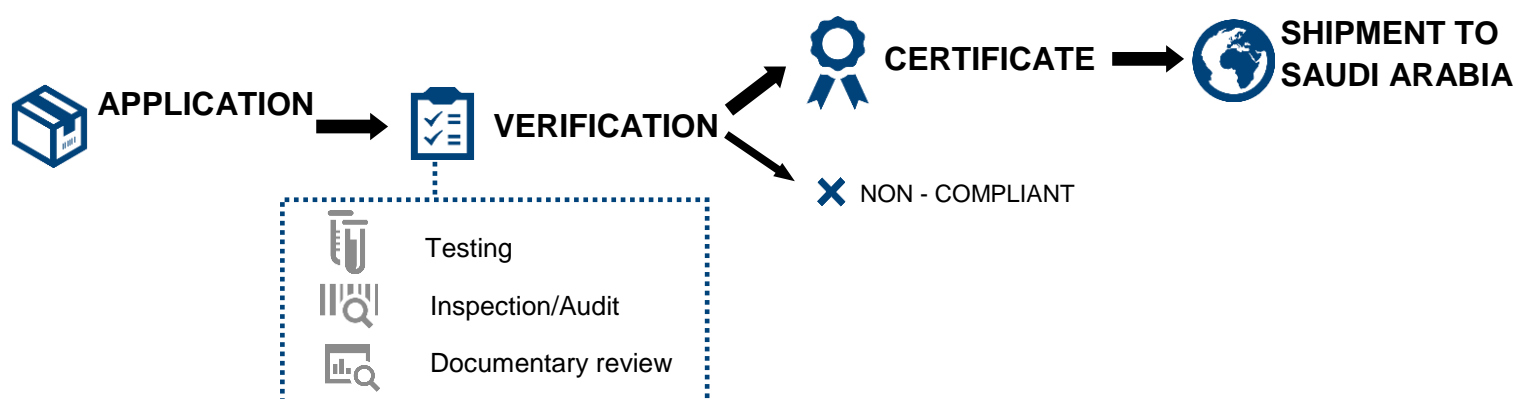 APPLICATION
VERIFICATION
CERTIFICATE
SHIPMENT TO
SAUDI ARABIA
NON - COMPLIANT
Testing
Inspection/Audit
Documentary review